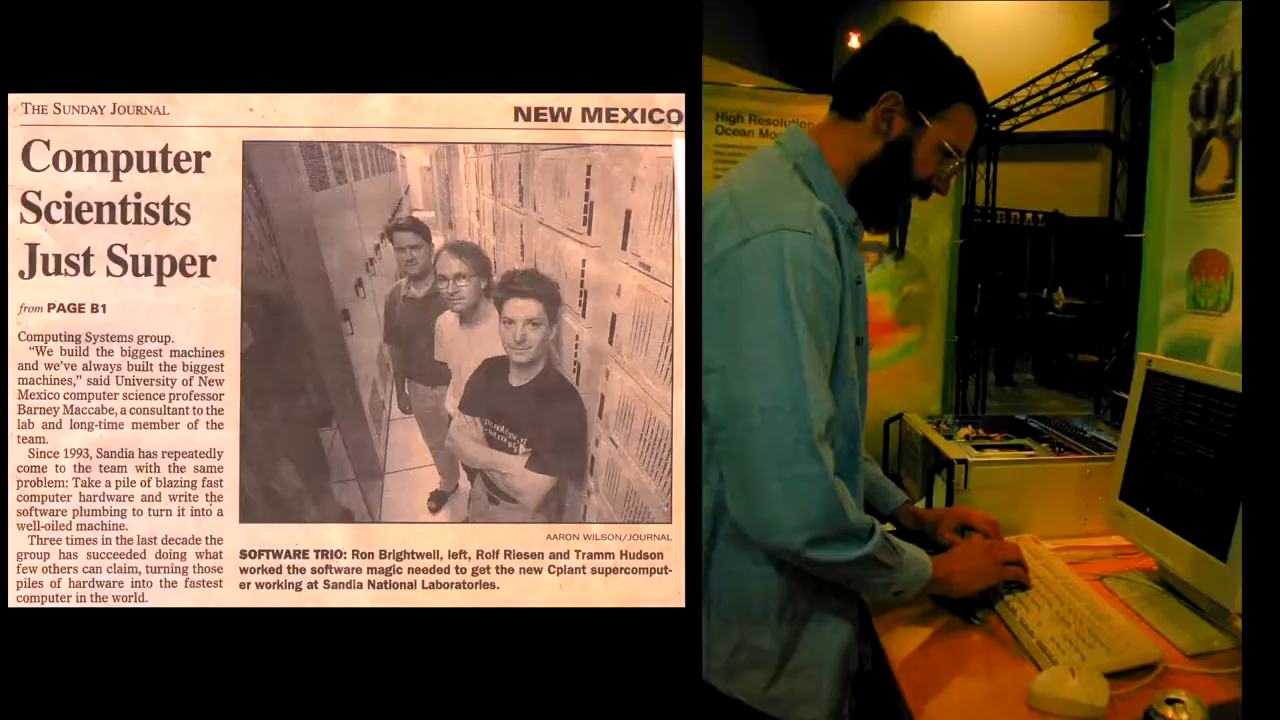 THE SUNDAY JOURNAL
NEW MEXICO
Computer
Scientists
Just Super
from PAGE B1
Computing Systems group.
“We build the biggest machines
and we've always built the biggest
machines,” said University of New
Mexico computer science professor
Barney Maccabe, a consultant to the
lab and long-time member of the
team.
Since 1993, Sandia has repeatedly
come to the team with the same
problem: Take a pile of blazing fast
computer hardware and write the
software plumbing to turn it into a
well-oiled machine.
Three times in the last decade the
group has succeeded doing what
few others can claim, turning those
piles of hardware into the fastest
computer in the world.
AARON WILSON/JOURNAL
SOFTWARE TRIO: Ron Brightwell, left, Rolf Riesen and Tramm Hudson
worked the software magic needed to get the new Cplant supercomput-
er working at Sandia National Laboratories.
High Resolution
Ocean